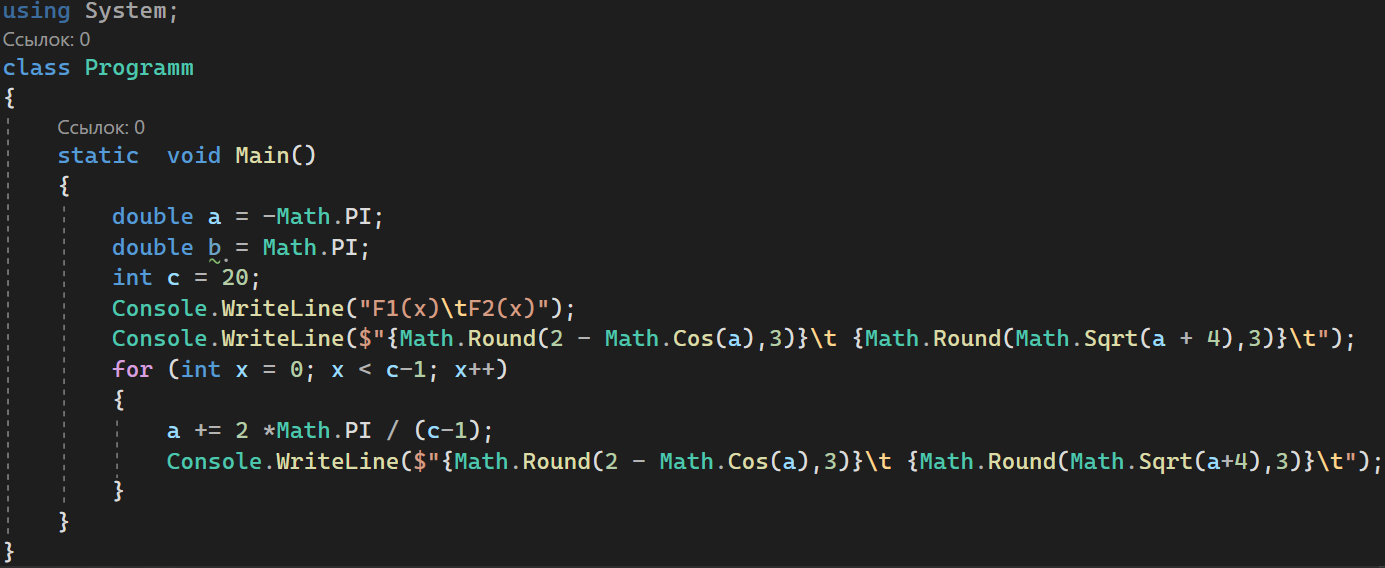 using System;
Ссылок: 0
class Programm
{
Ссылок: 0
static  void Main()
{
double a = -Math.PI;
double b = Math.PI;
int c = 20;
Console.WriteLine("F1(x)\tF2(x)");
Console.WriteLine($"{Math.Round(2 - Math.Cos(a),3)}\t {Math.Round(Math.Sqrt(a + 4),3)}\t");
for (int x = 0; x < c-1; x++)
{
a += 2 *Math.PI / (c-1);
Console.WriteLine($"{Math.Round(2 - Math.Cos(a),3)}\t {Math.Round(Math.Sqrt(a+4),3)}\t");
}
}
}